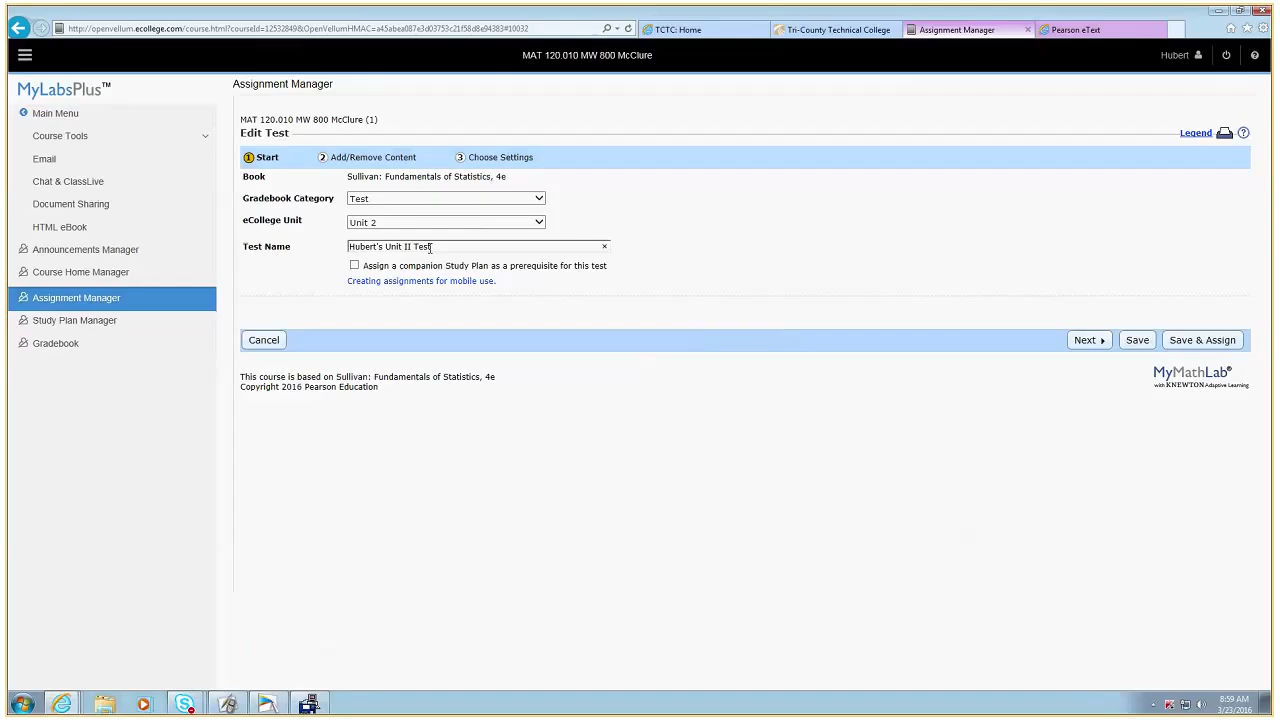 http://openvellum.ecollege.com/course.html?courseId=12532849&OpenVellumHMAC=a45abea087e3d03753c21f58d8e94383#10032
TCTC: Home
Tri-County Technical College
Assignment Manager
Pearson eText
MAT 120.010 MW 800 McClure
Hubert
MyLabsPlus™
Main Menu
Course Tools
Email
Chat & ClassLive
Document Sharing
HTML eBook
Announcements Manager
Course Home Manager
Assignment Manager
Study Plan Manager
Gradebook
Assignment Manager
MAT 120.010 MW 800 McClure (1)
Edit Test
Legend
1 Start 2 Add/Remove Content 3 Choose Settings
Book Sullivan: Fundamentals of Statistics, 4e
Gradebook Category Test
eCollege Unit Unit 2
Test Name Hubert's Unit II Test
Assign a companion Study Plan as a prerequisite for this test
Creating assignments for mobile use.
Cancel Next Save Save & Assign
This course is based on Sullivan: Fundamentals of Statistics, 4e
Copyright 2016 Pearson Education
MyMathLab®
with KNEWTON Adaptive Learning
8:59 AM
3/23/2016